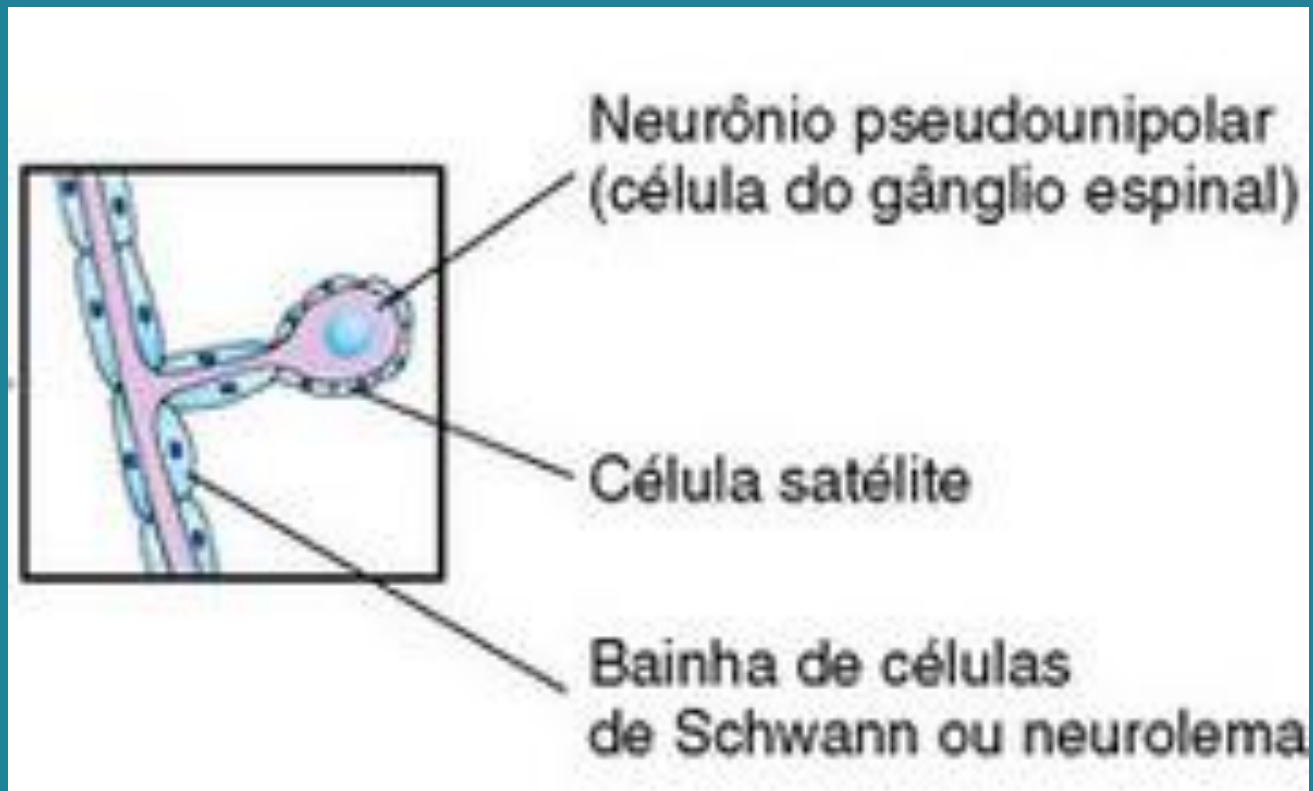 Neurônio pseudounipolar
(célula do gânglio espinal)
Célula satélite
Bainha de células
de Schwann ou neurolema